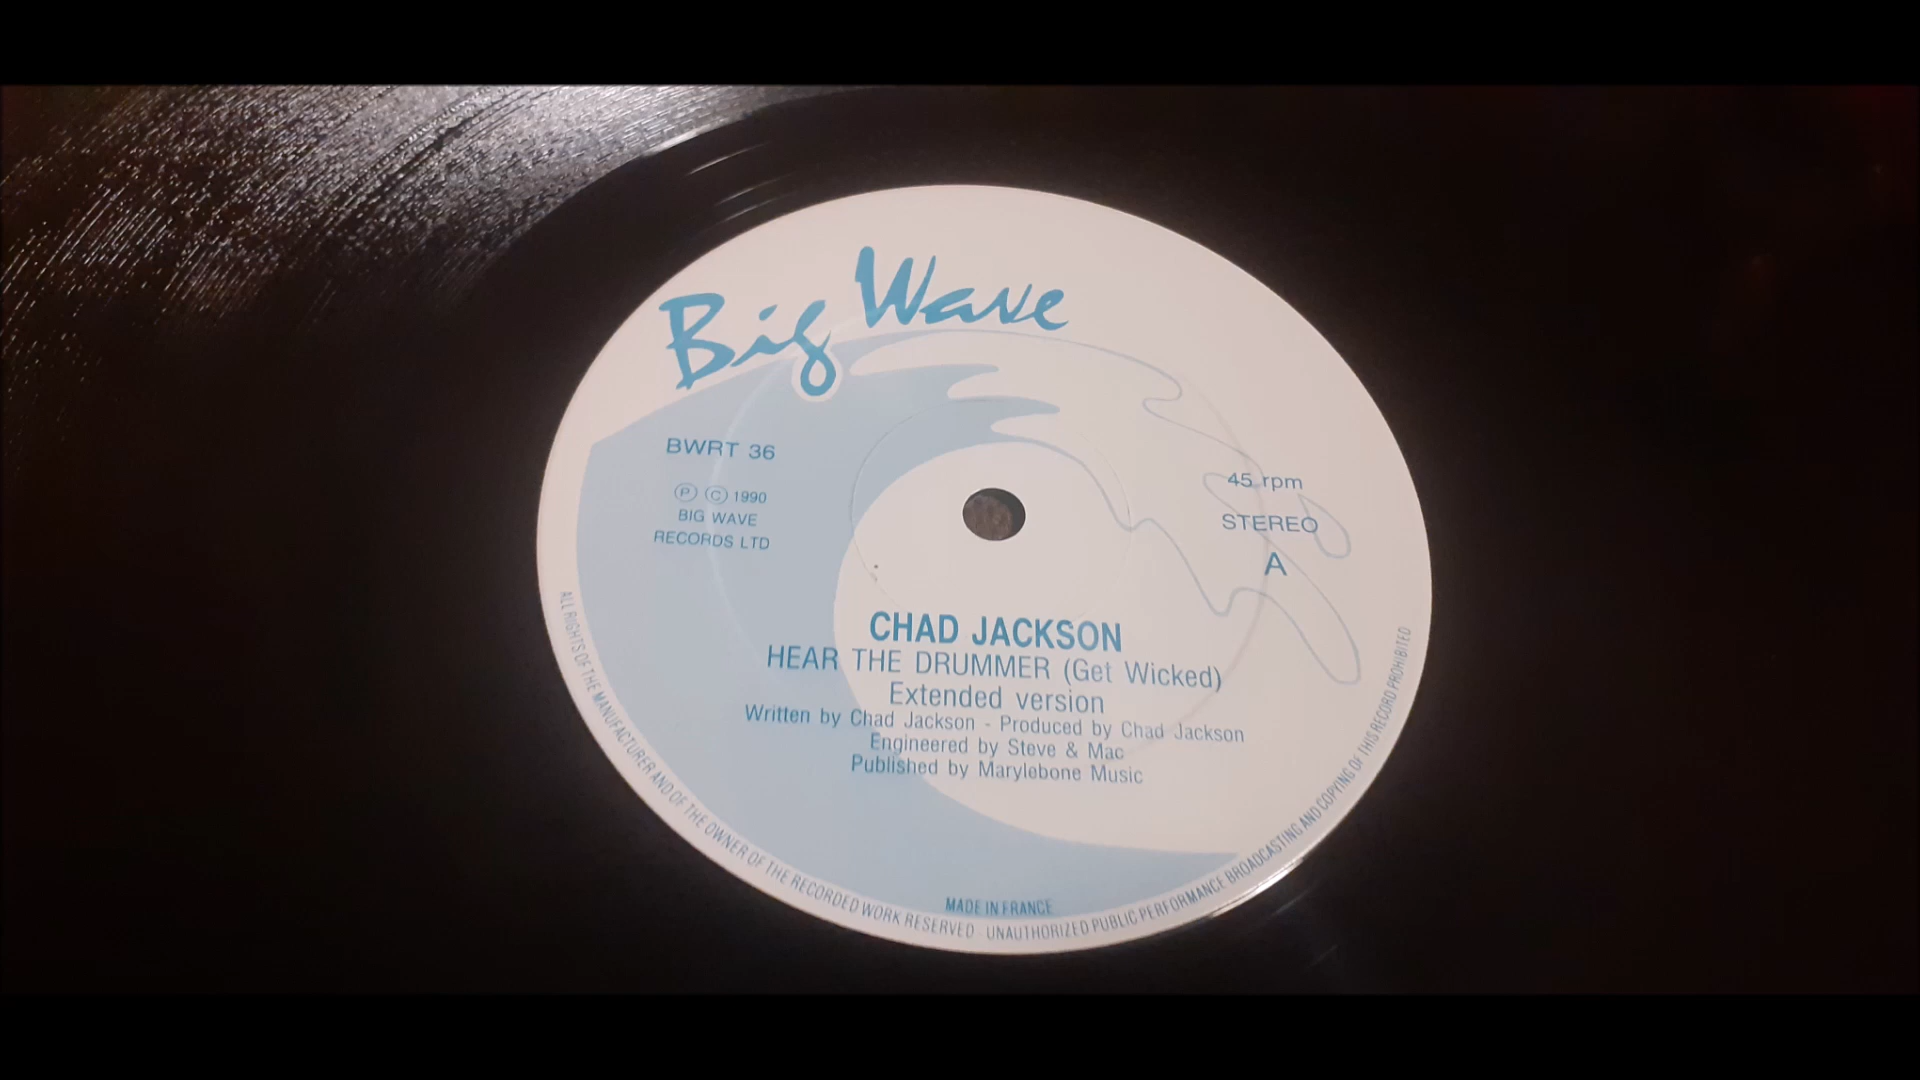 Big Wave
BWRT 36
Ⓟ Ⓒ 1990
BIG WAVE
RECORDS LTD
45 rpm
STEREO
A
CHAD JACKSON
HEAR THE DRUMMER (Get Wicked)
Extended version
Written by Chad Jackson - Produced by Chad Jackson
Engineered by Steve & Mac
Published by Marylebone Music
MADE IN FRANCE
ALL RIGHTS OF THE MANUFACTURER AND OF THE OWNER OF THE RECORDED WORK RESERVED - UNAUTHORIZED PUBLIC PERFORMANCE BROADCASTING AND COPYING OF THIS RECORD PROHIBITED